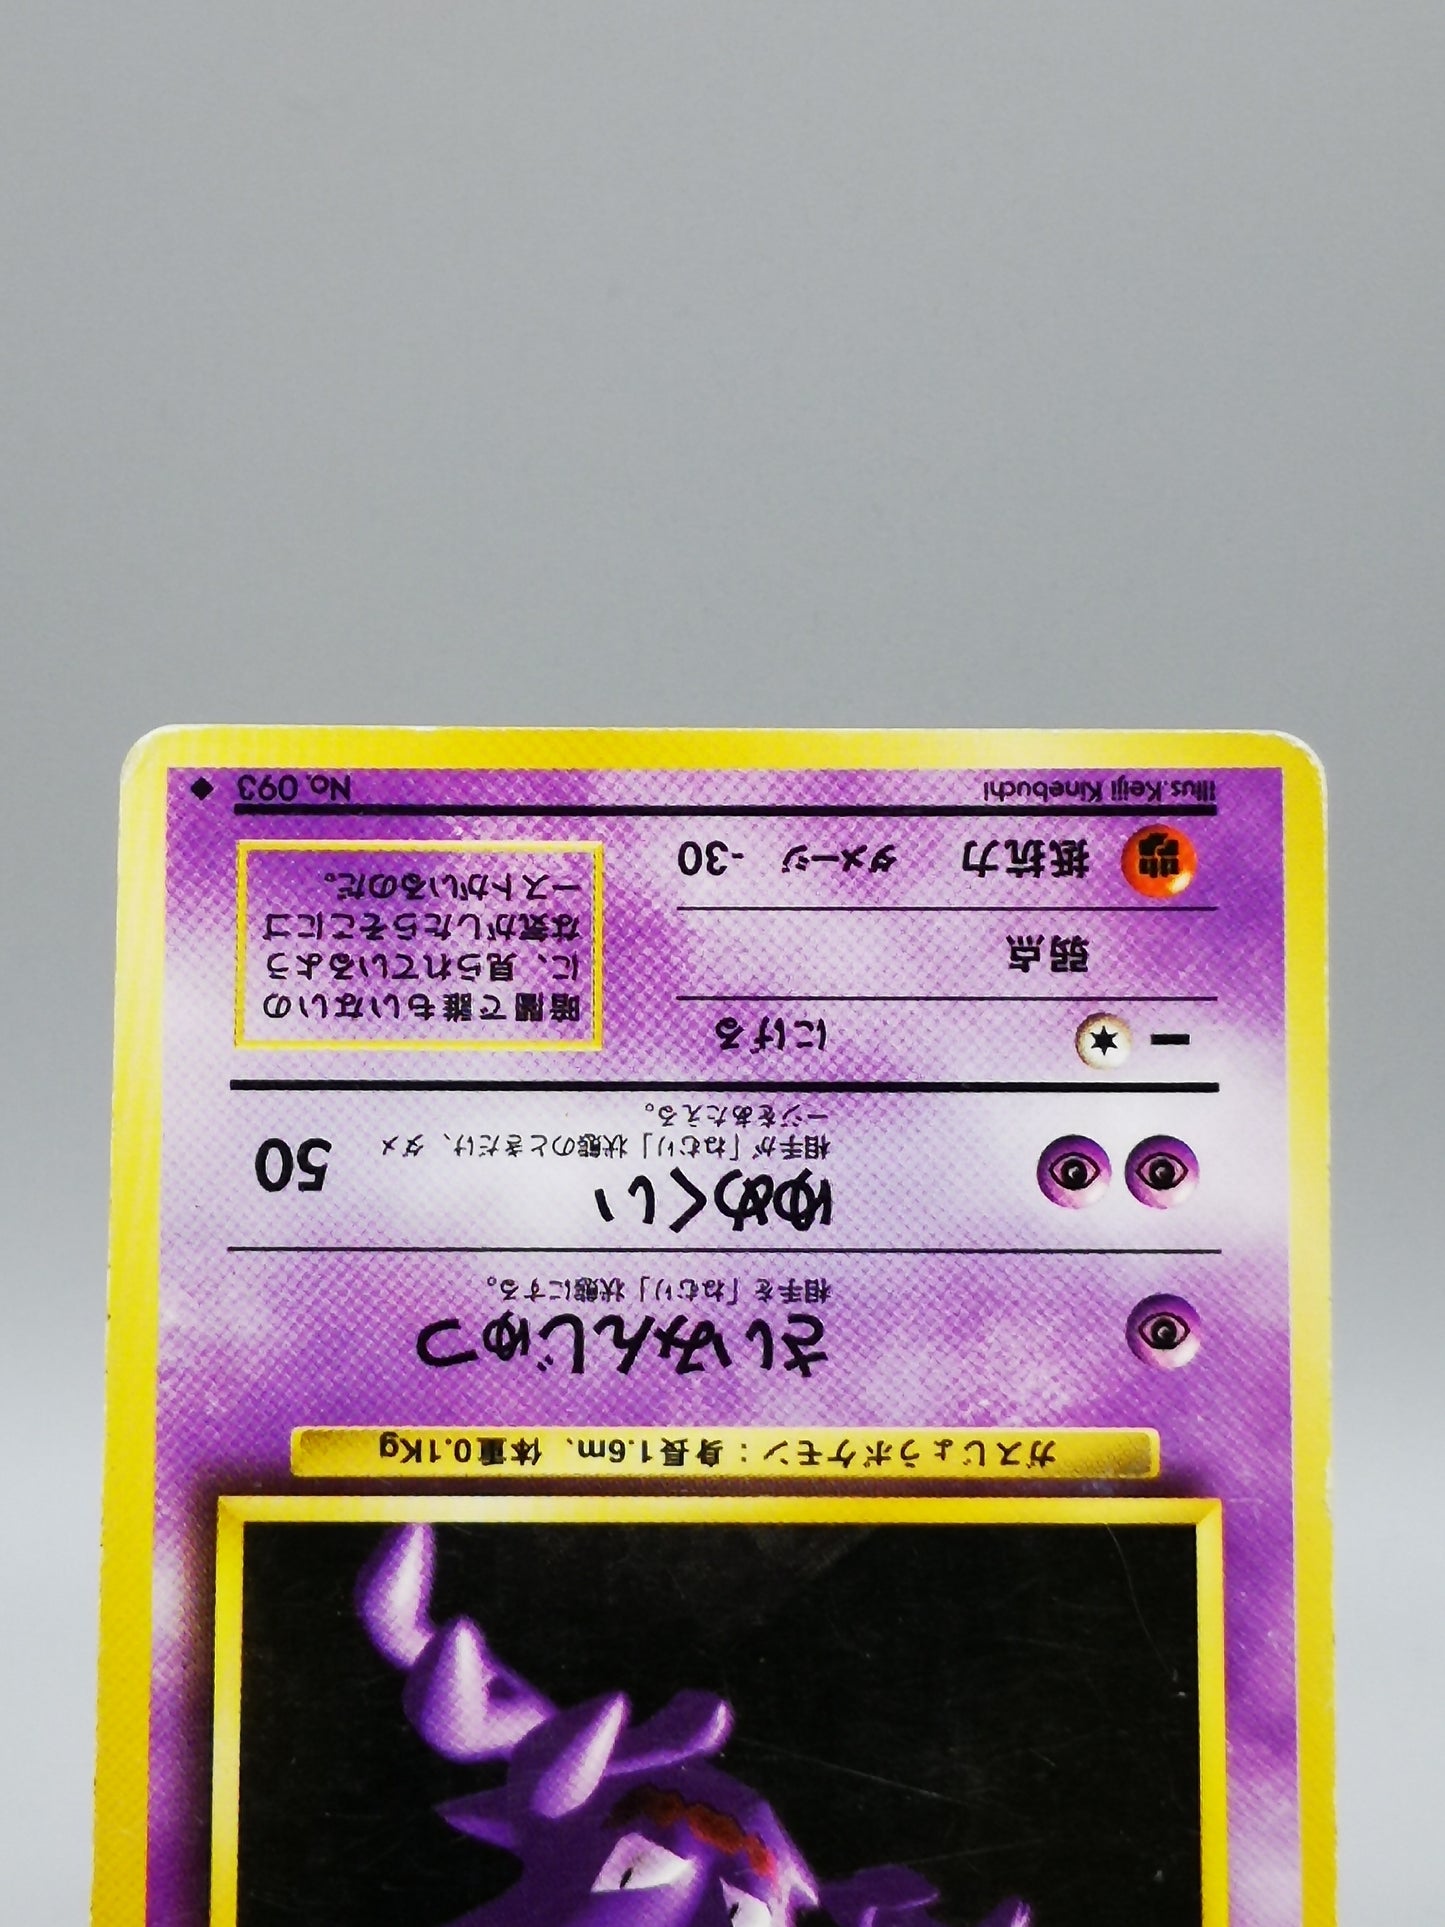 ガスじょうポケモン：身長1.6m、体重0.1Kg
さいみんじゅつ
相手を「ねむり」状態にする。
ゆめくい
50
相手が「ねむり」状態のときだけ、ダメ
ージをあたえる。
にげる
弱点
抵抗力 ダメージ -30
暗闇で誰もいないの
に、見られているよう
な気がしたらそこにゴ
ーストがいるのだ。
Illus.Keiji Kinebuchi
No. 093